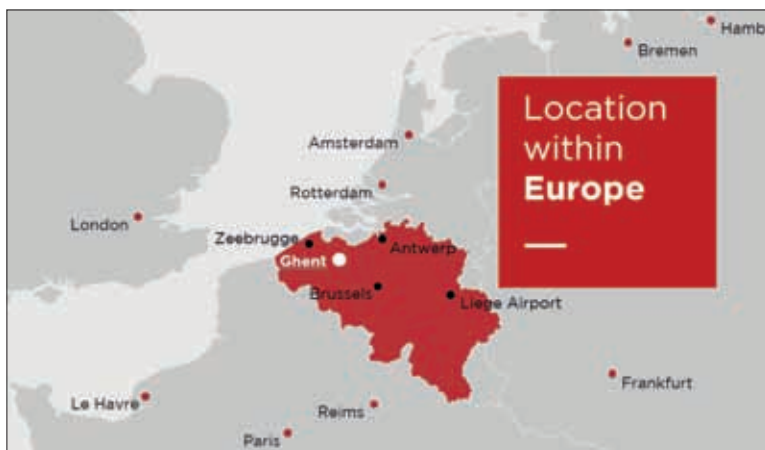 Hamb
Bremen
Location
within
Europe
Amsterdam
Rotterdam
London
Zeebrugge
Antwerp
Ghent
Brussels
Liege Airport
Frankfurt
Le Havre
Reims
Paris